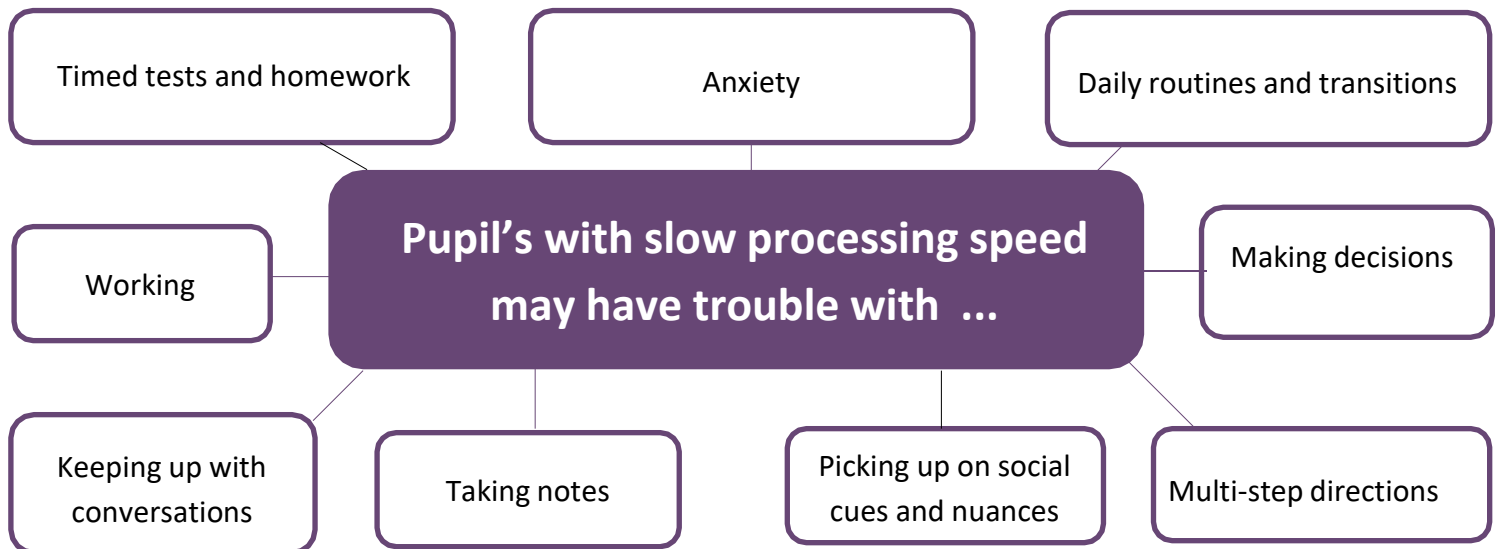 Timed tests and homework
Anxiety
Daily routines and transitions
Pupil’s with slow processing speed
may have trouble with ...
Working
Making decisions
Keeping up with
conversations
Taking notes
Picking up on social
cues and nuances
Multi-step directions